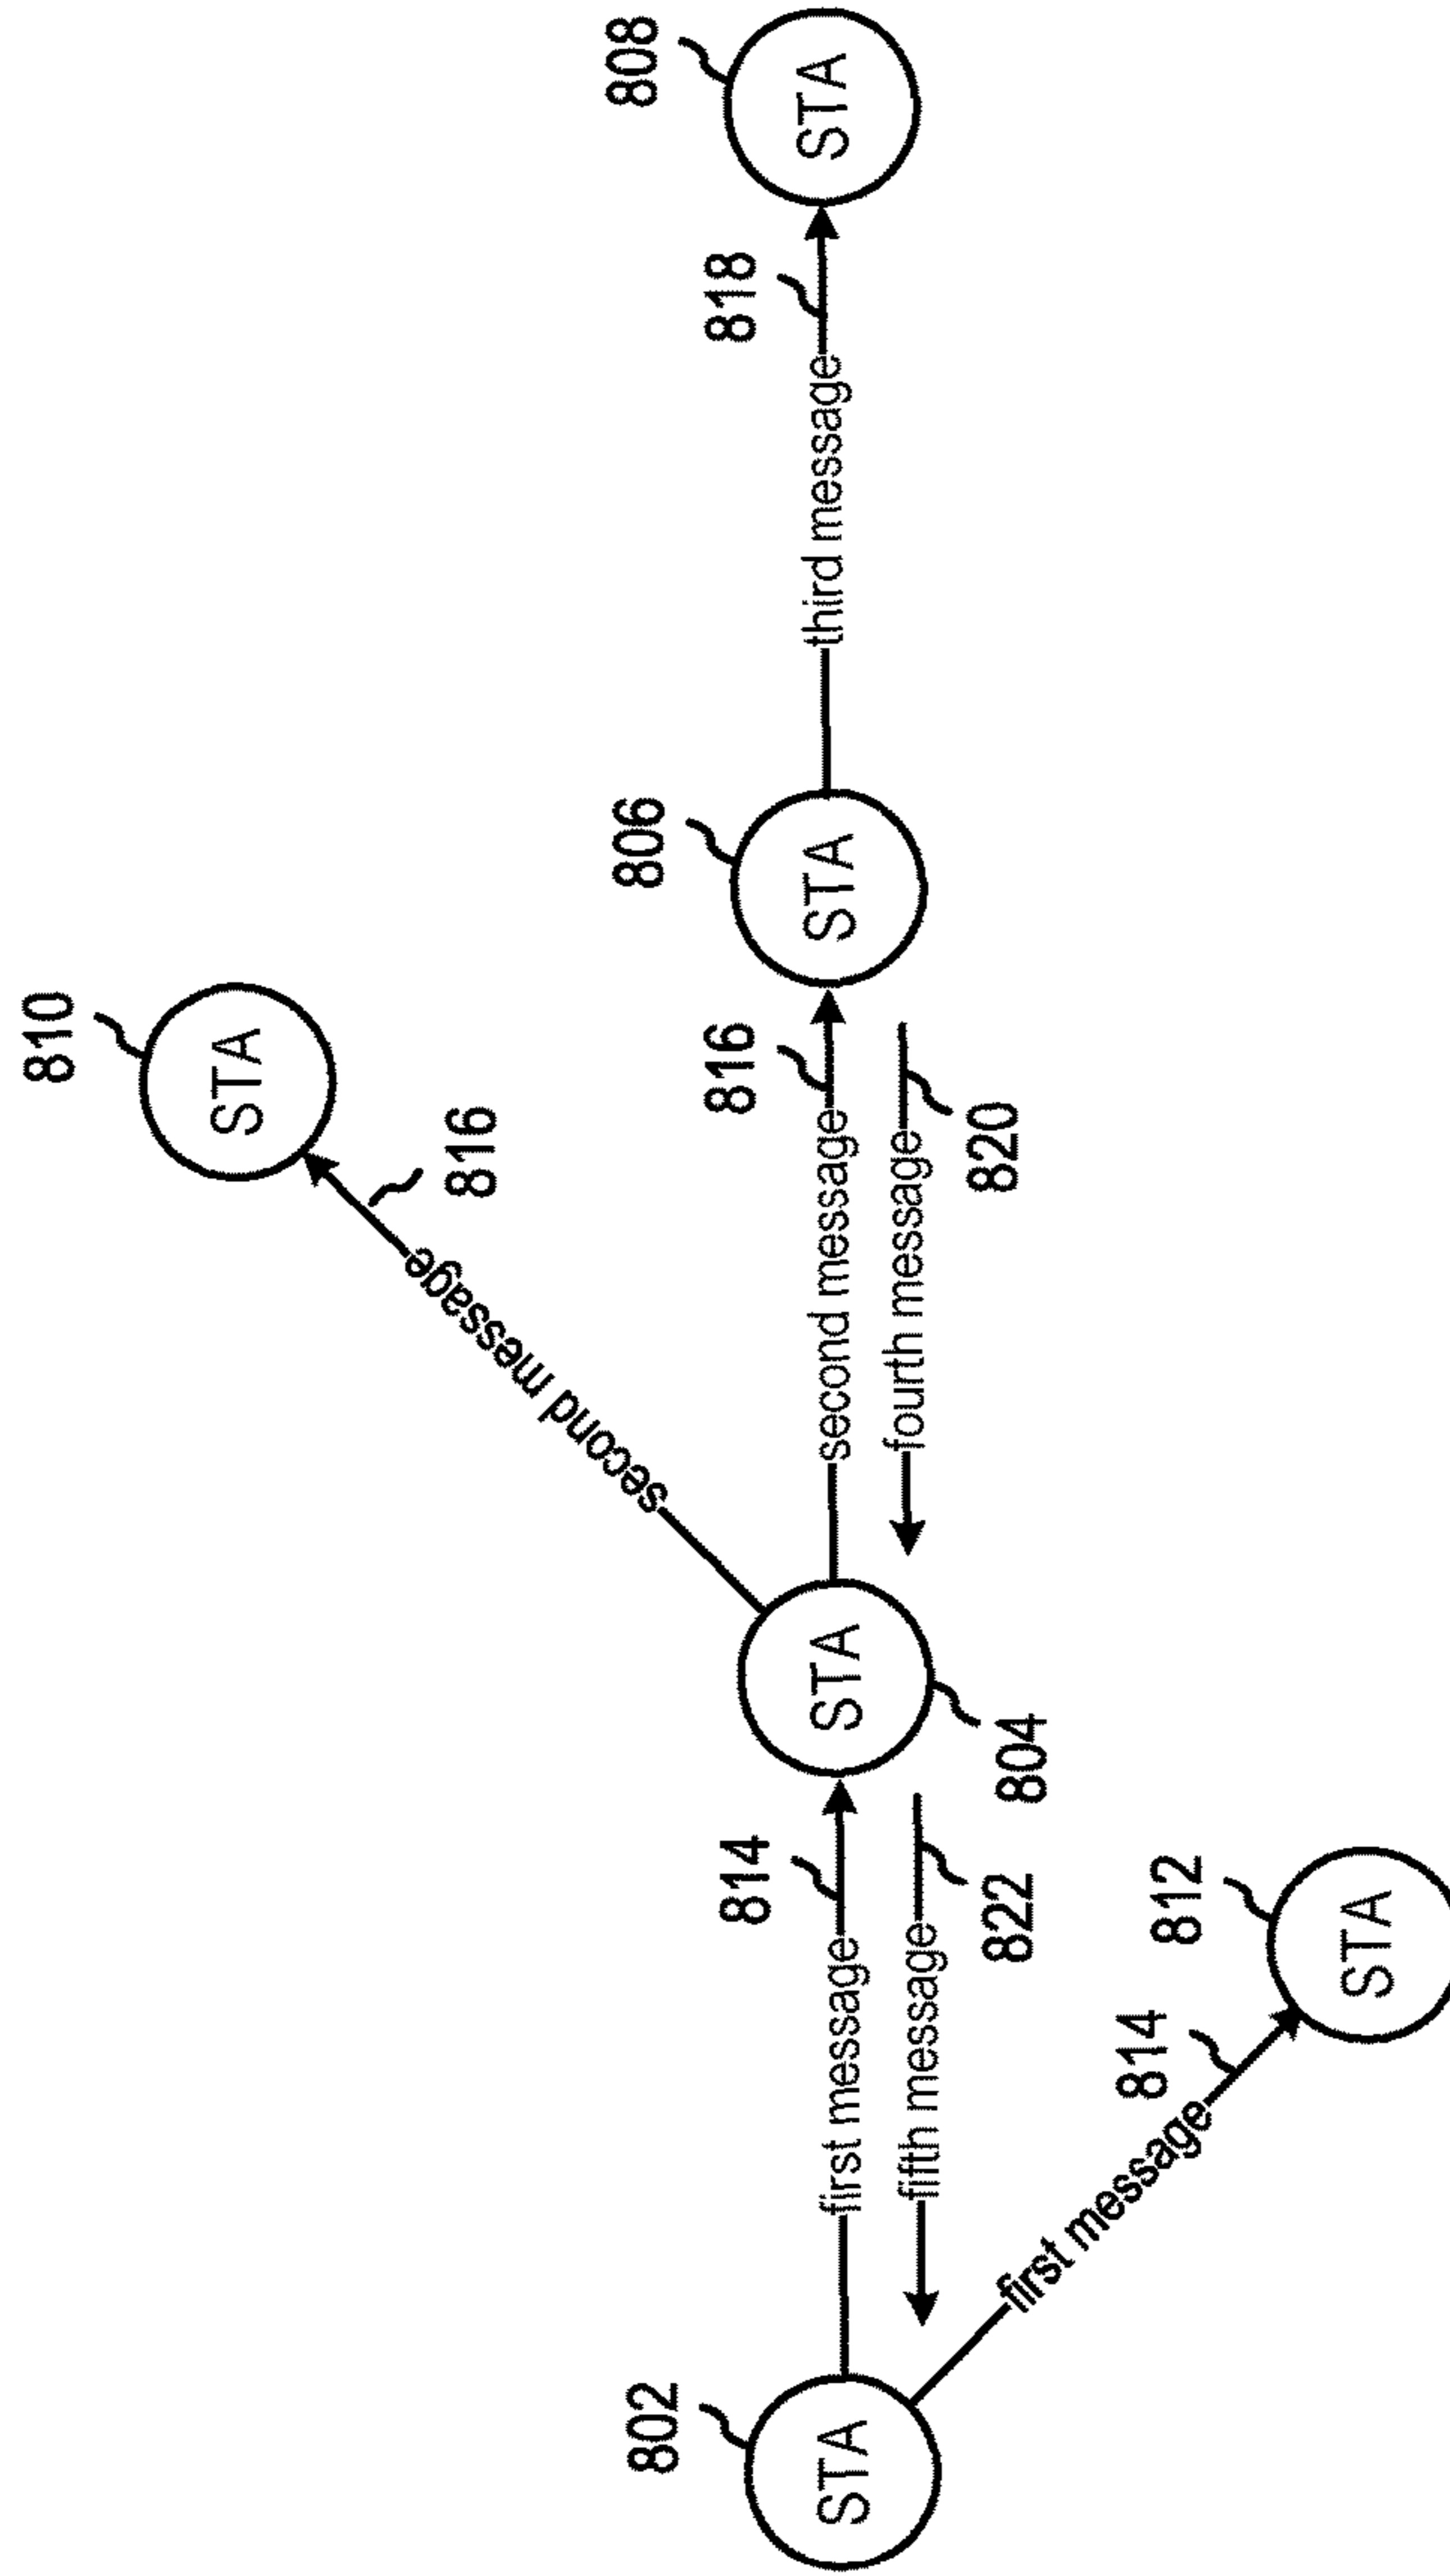 810
STA
816
second message
802
STA
first message
814
STA
804
second message
816
806
STA
third message
818
808
STA
fifth message
822
fourth message
820
first message
814
812
STA